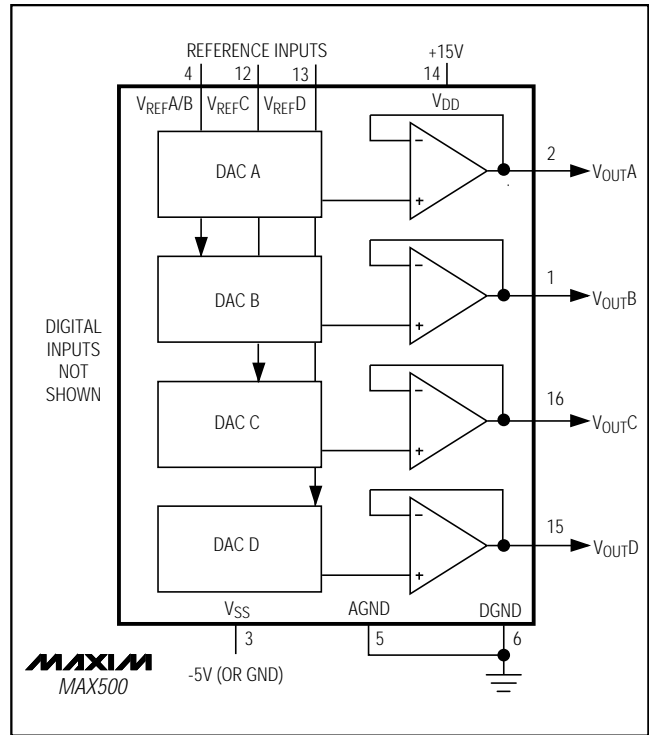 REFERENCE INPUTS
+15V
4 12 13 14
VREFA/B VREFC VREFD VDD
DAC A
-
+
2
VOUTA
DAC B
-
+
1
VOUTB
DIGITAL
INPUTS
NOT
SHOWN
DAC C
-
+
16
VOUTC
DAC D
-
+
15
VOUTD
VSS AGND DGND
3 5 6
-5V (OR GND)
MAXIM
MAX500